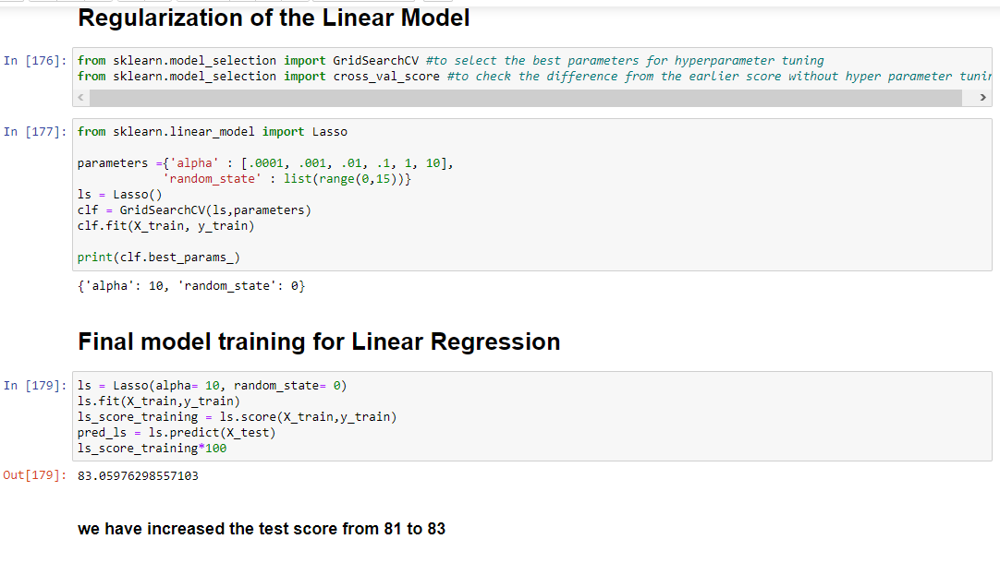 Regularization of the Linear Model
In [176]: from sklearn.model_selection import GridSearchCV #to select the best parameters for hyperparameter tuning
from sklearn.model_selection import cross_val_score #to check the difference from the earlier score without hyper parameter
In [177]: from sklearn.linear_model import Lasso
parameters ={'alpha' : [.0001, .001, .01, .1, 1, 10],
'random_state' : list(range(0,15))}
ls = Lasso()
clf = GridSearchCV(ls,parameters)
clf.fit(X_train, y_train)
print(clf.best_params_)
{'alpha': 10, 'random_state': 0}
Final model training for Linear Regression
In [179]: ls = Lasso(alpha= 10, random_state= 0)
ls.fit(X_train,y_train)
ls_score_training = ls.score(X_train,y_train)
pred_ls = ls.predict(X_test)
ls_score_training*100
Out[179]: 83.05976298557103
we have increased the test score from 81 to 83